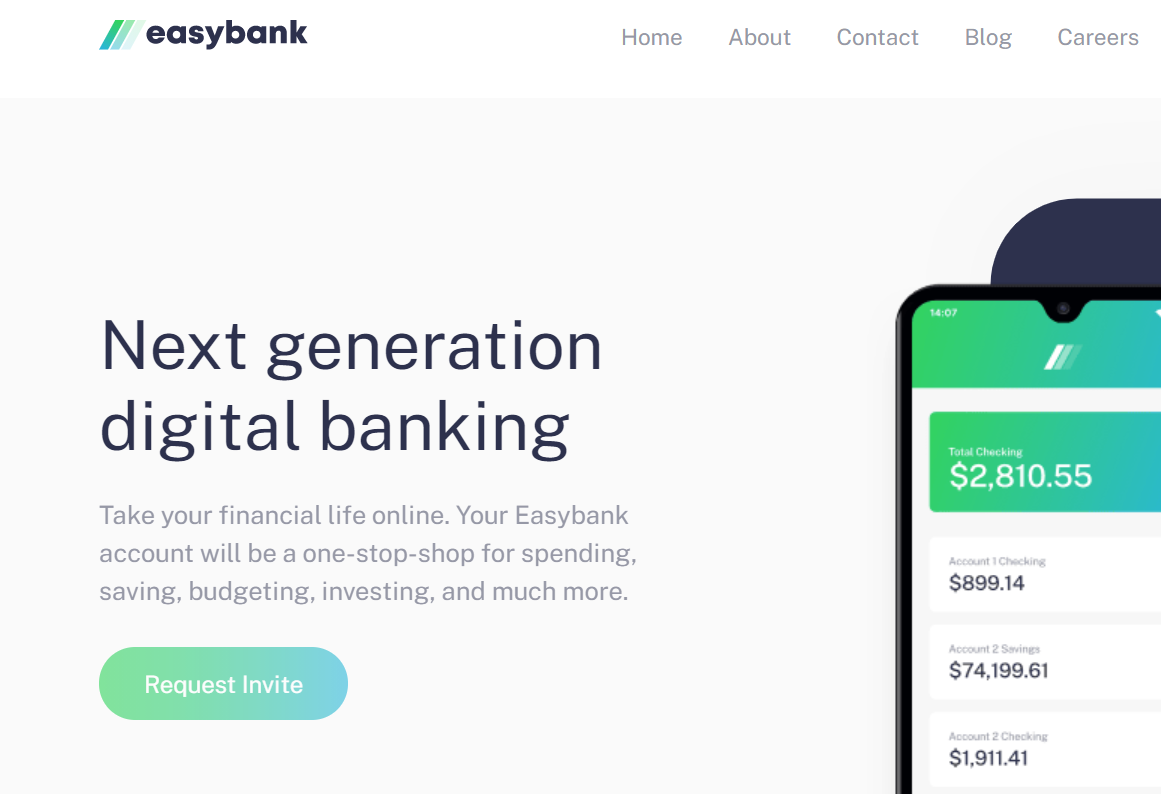 easybank
Home About Contact Blog Careers
Next generation
digital banking
Take your financial life online. Your Easybank
account will be a one-stop-shop for spending,
saving, budgeting, investing, and much more.
Request Invite
14:07
Total Checking
$2,810.55
Account 1 Checking
$899.14
Account 2 Savings
$74,199.61
Account 2 Checking
$1,911.41